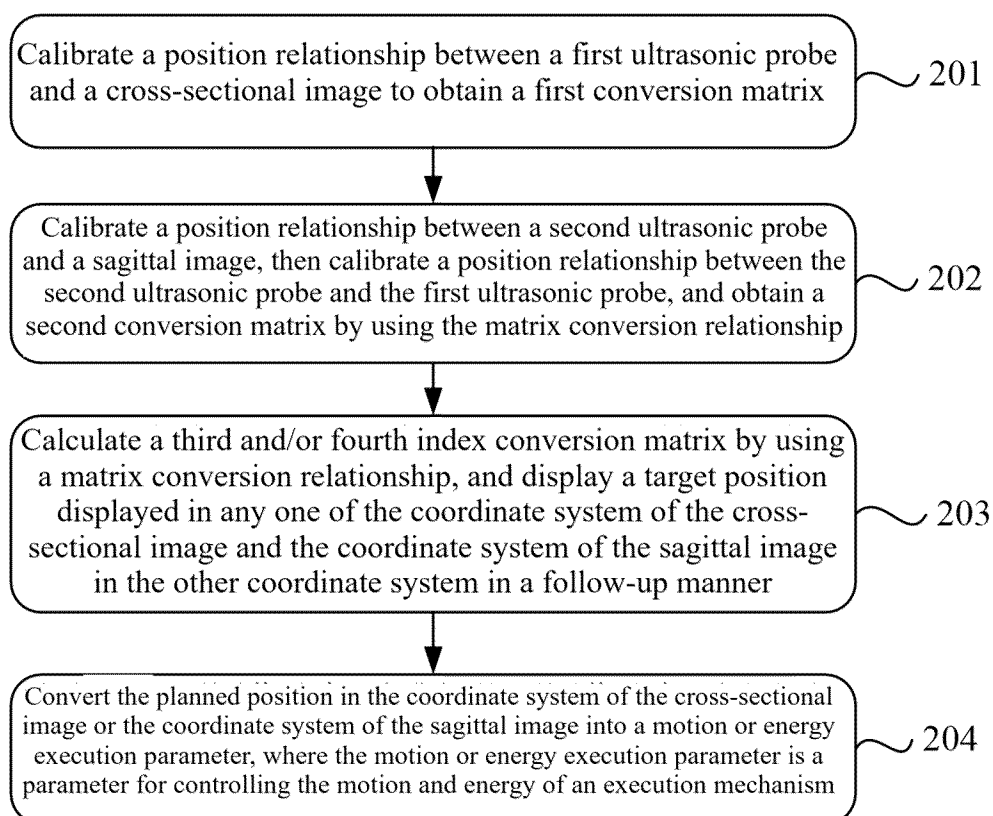 Calibrate a position relationship between a first ultrasonic probe
and a cross-sectional image to obtain a first conversion matrix
201
Calibrate a position relationship between a second ultrasonic probe
and a sagittal image, then calibrate a position relationship between the
second ultrasonic probe and the first ultrasonic probe, and obtain a
second conversion matrix by using the matrix conversion relationship
202
Calculate a third and/or fourth index conversion matrix by using
a matrix conversion relationship, and display a target position
displayed in any one of the coordinate system of the cross-
sectional image and the coordinate system of the sagittal image
in the other coordinate system in a follow-up manner
203
Convert the planned position in the coordinate system of the cross-sectional
image or the coordinate system of the sagittal image into a motion or energy
execution parameter, where the motion or energy execution parameter is a
parameter for controlling the motion and energy of an execution mechanism
204